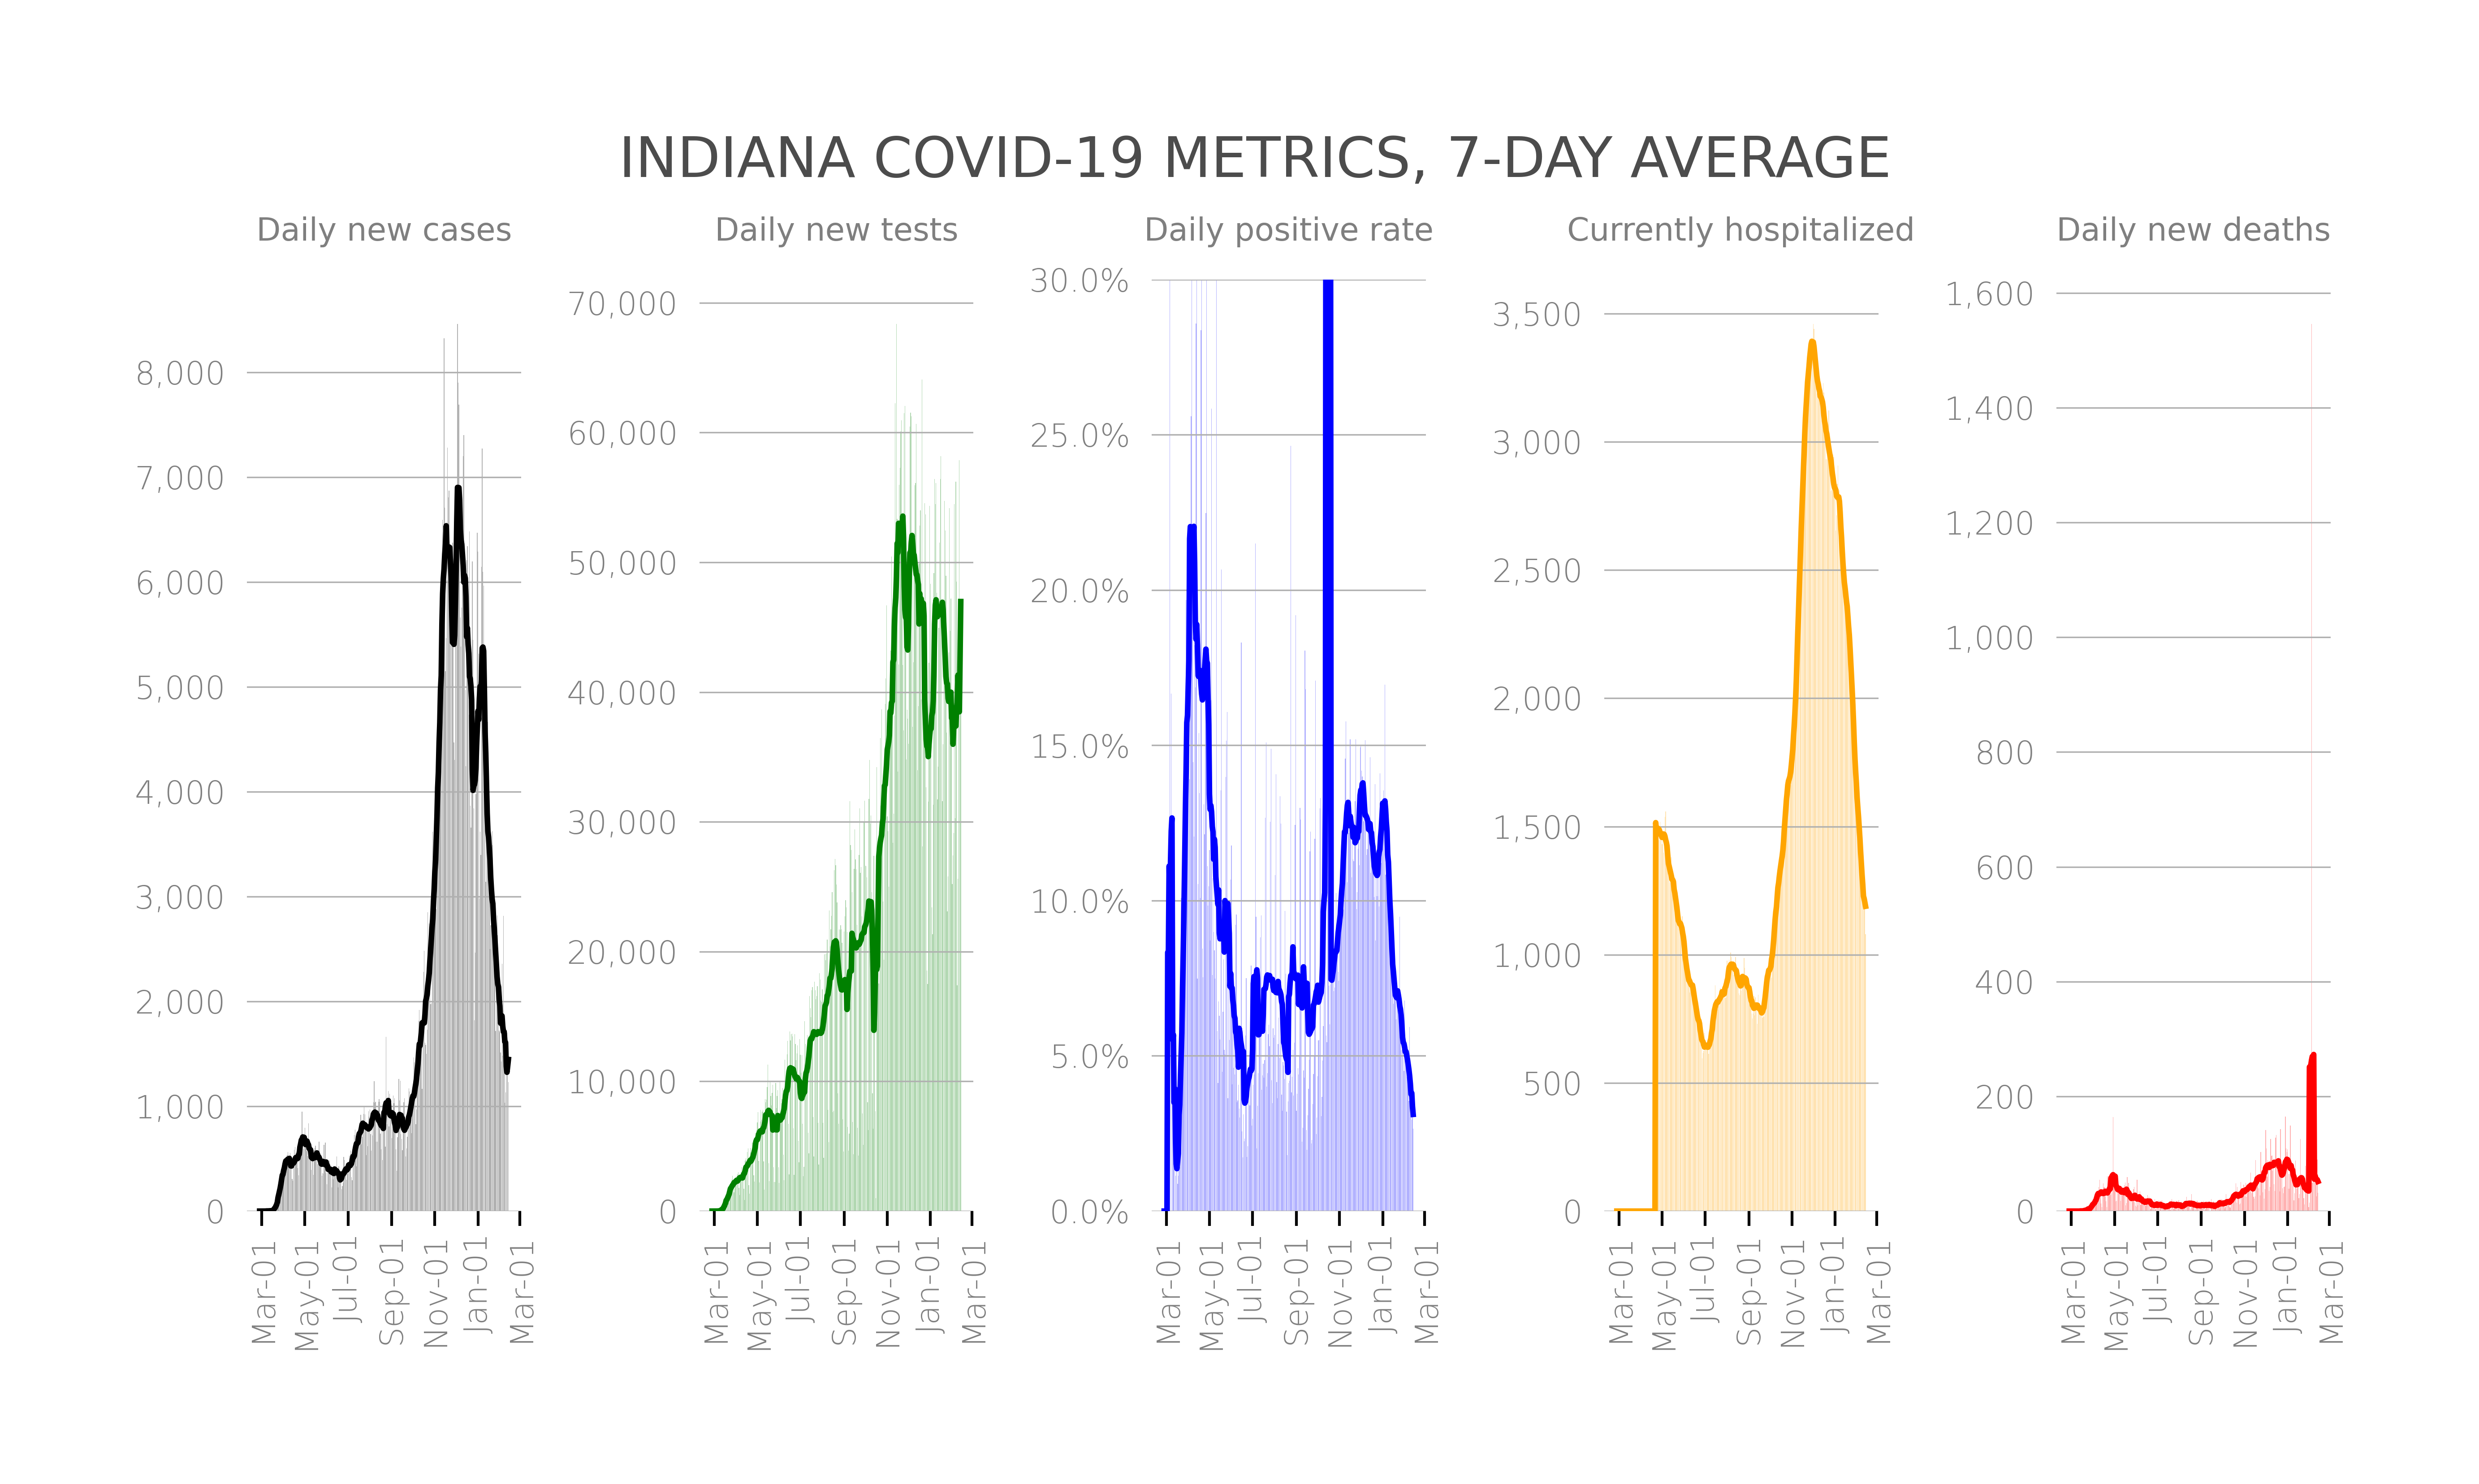 INDIANA COVID-19 METRICS, 7-DAY AVERAGE
Daily new cases
8,000
7,000
6,000
5,000
4,000
3,000
2,000
1,000
0
Mar-01
May-01
Jul-01
Sep-01
Nov-01
Jan-01
Mar-01
Daily new tests
70,000
60,000
50,000
40,000
30,000
20,000
10,000
0
Mar-01
May-01
Jul-01
Sep-01
Nov-01
Jan-01
Mar-01
Daily positive rate
30.0%
25.0%
20.0%
15.0%
10.0%
5.0%
0.0%
Mar-01
May-01
Jul-01
Sep-01
Nov-01
Jan-01
Mar-01
Currently hospitalized
3,500
3,000
2,500
2,000
1,500
1,000
500
0
Mar-01
May-01
Jul-01
Sep-01
Nov-01
Jan-01
Mar-01
Daily new deaths
1,600
1,400
1,200
1,000
800
600
400
200
0
Mar-01
May-01
Jul-01
Sep-01
Nov-01
Jan-01
Mar-01